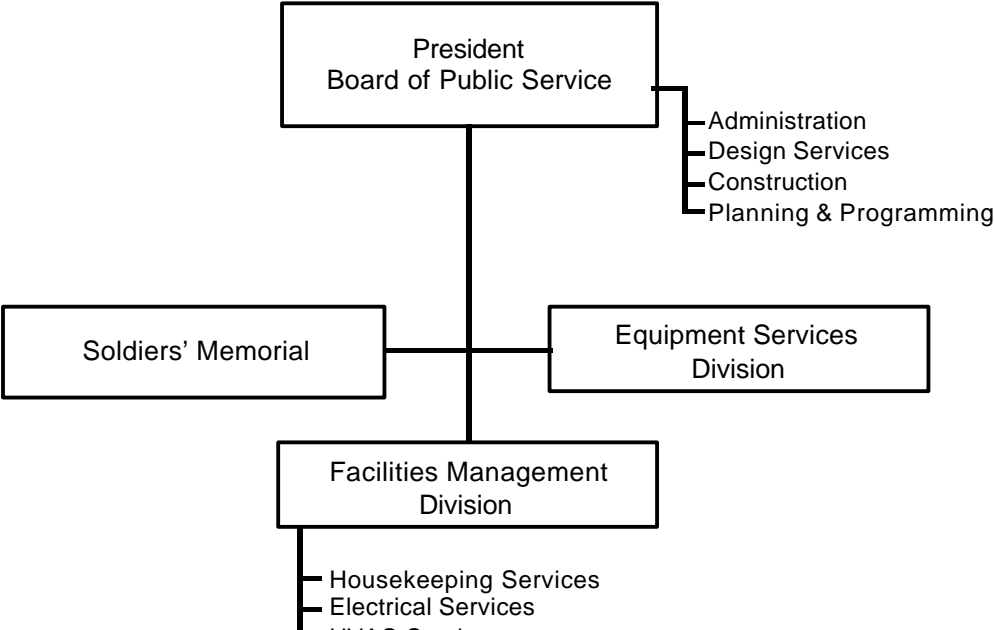 President
Board of Public Service
Administration
Design Services
Construction
Planning & Programming
Soldiers’ Memorial
Equipment Services
Division
Facilities Management
Division
Housekeeping Services
Electrical Services